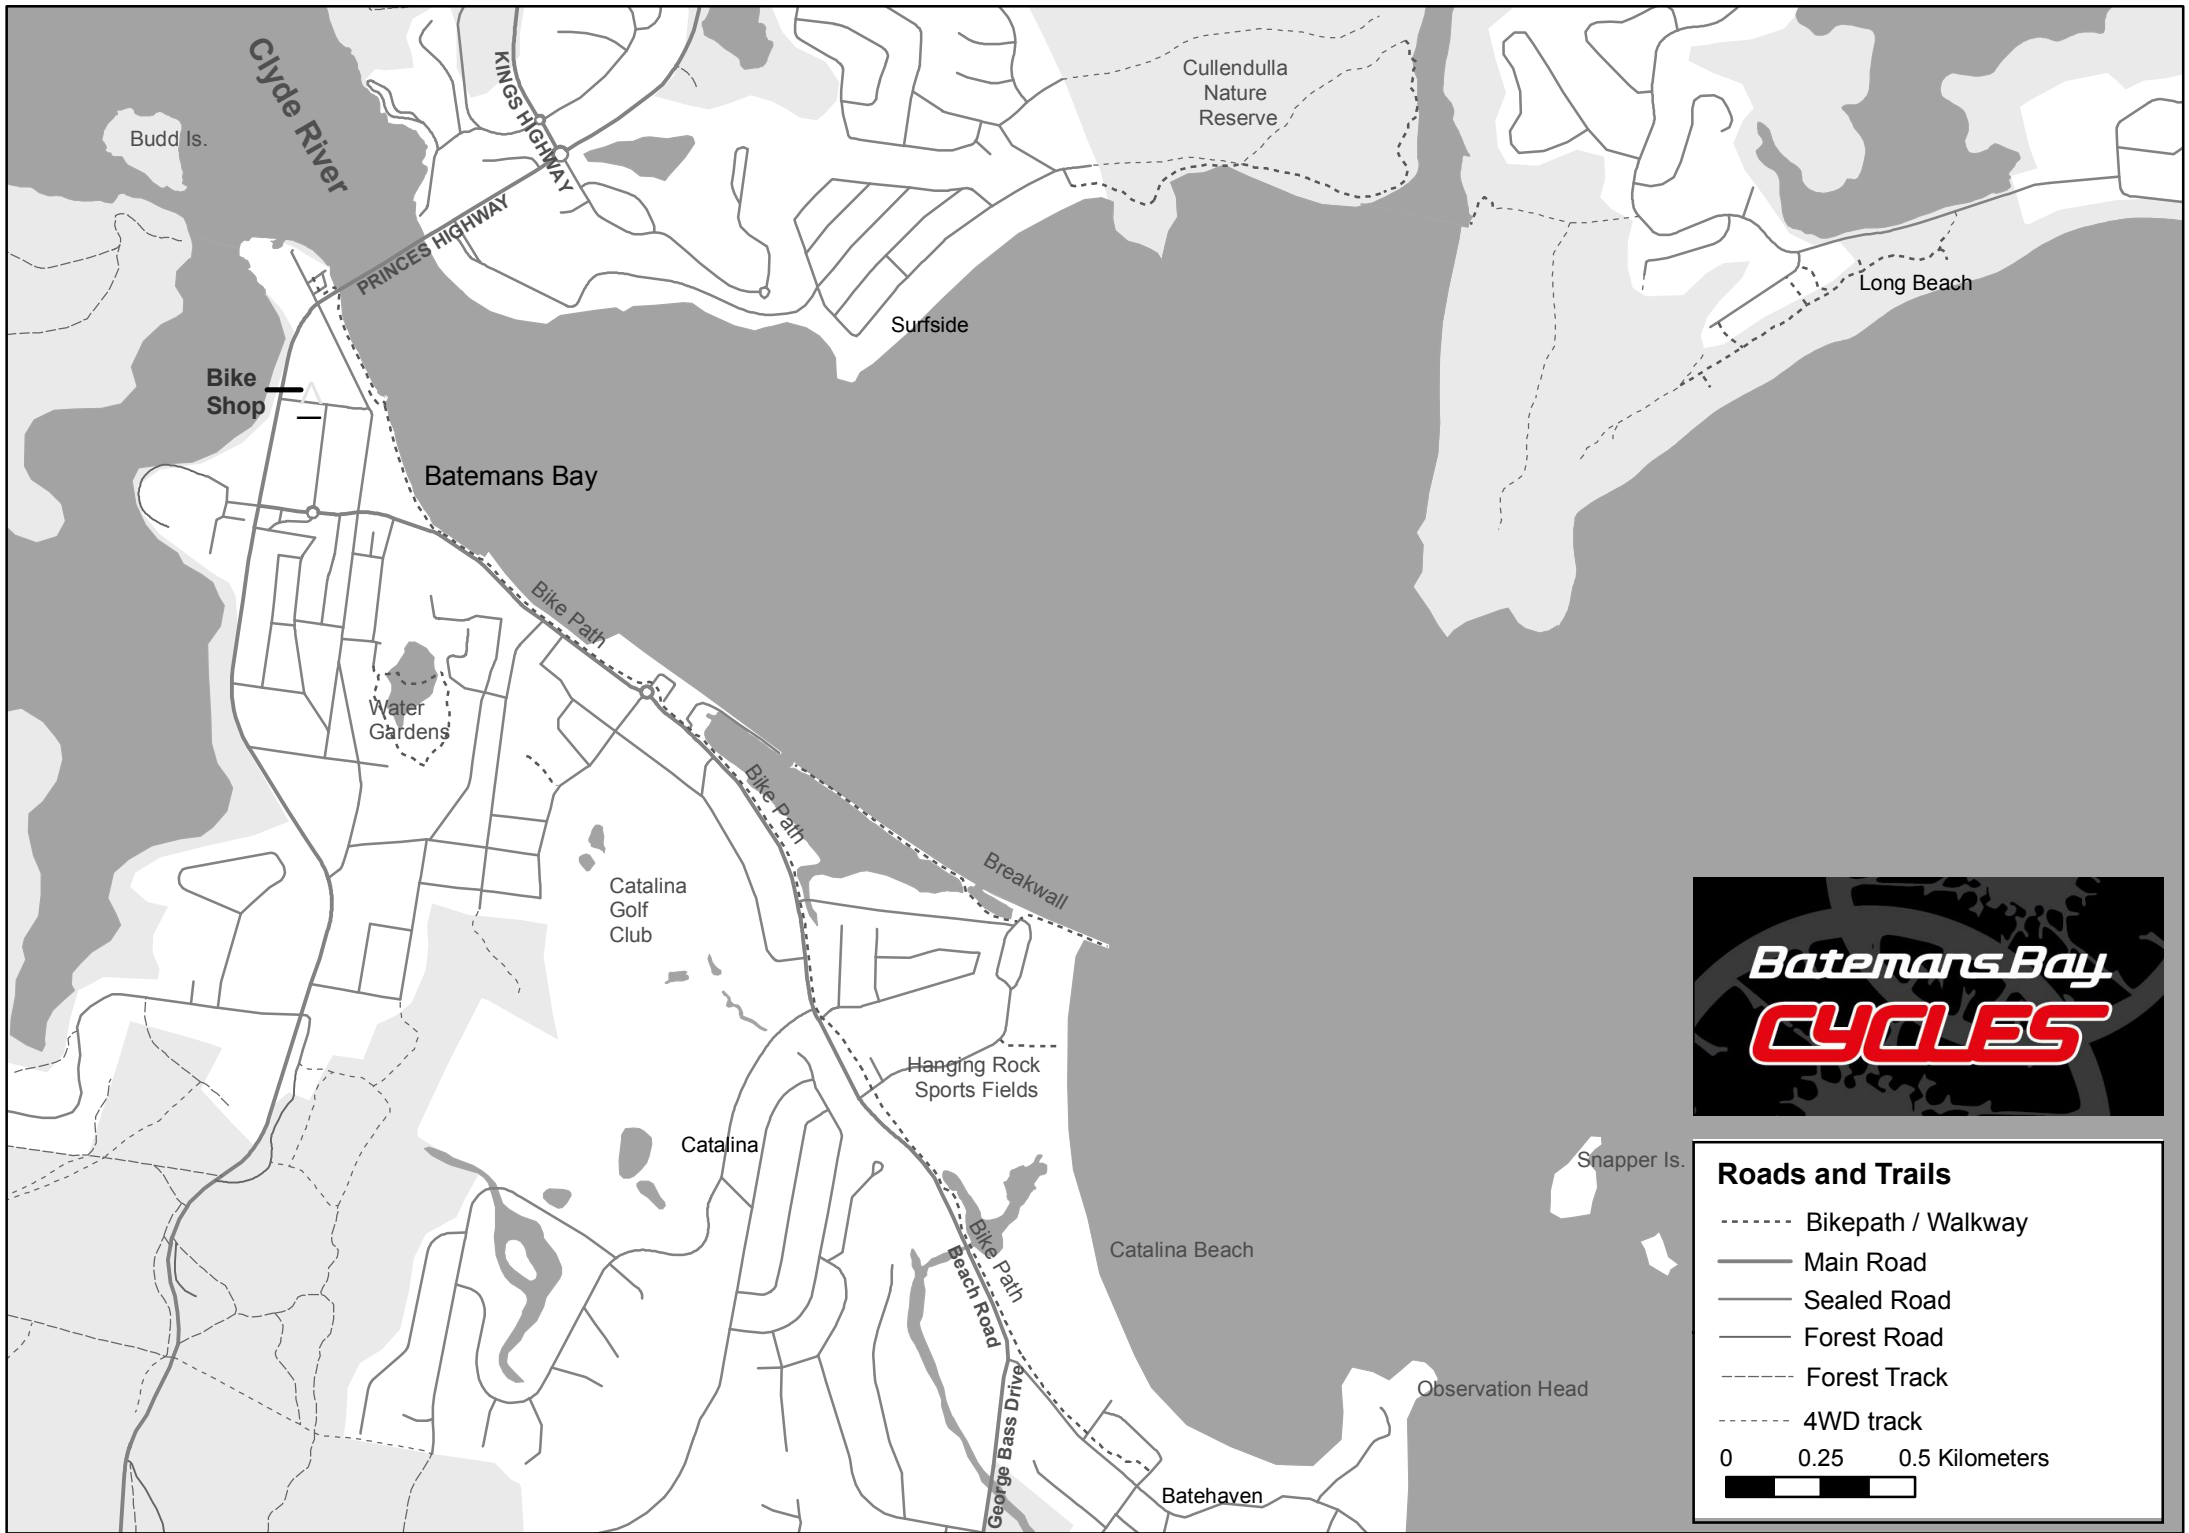 Clyde River
KINGS HIGHWAY
Cullendulla
Nature
Reserve
Budd Is.
PRINCES HIGHWAY
Long Beach
Surfside
Bike
Shop
Batemans Bay
Bike Path
Water
Gardens
Bike Path
Breakwall
Catalina
Golf
Club
Batemans Bay
CYCLES
Hanging Rock
Sports Fields
Catalina
Snapper Is.
Bike Path
Beach Road
Catalina Beach
Observation Head
George Bass Drive
Batehaven
Roads and Trails
Bikepath / Walkway
Main Road
Sealed Road
Forest Road
Forest Track
4WD track
0 0.25 0.5 Kilometers